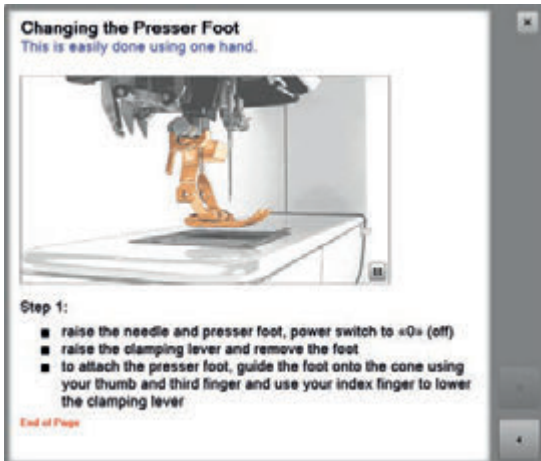 Changing the Presser Foot
This is easily done using one hand.
Step 1:
■ raise the needle and presser foot, power switch to «0» (off)
■ raise the clamping lever and remove the foot
■ to attach the presser foot, guide the foot onto the cone using
your thumb and third finger and use your index finger to lower
the clamping lever
End of Page